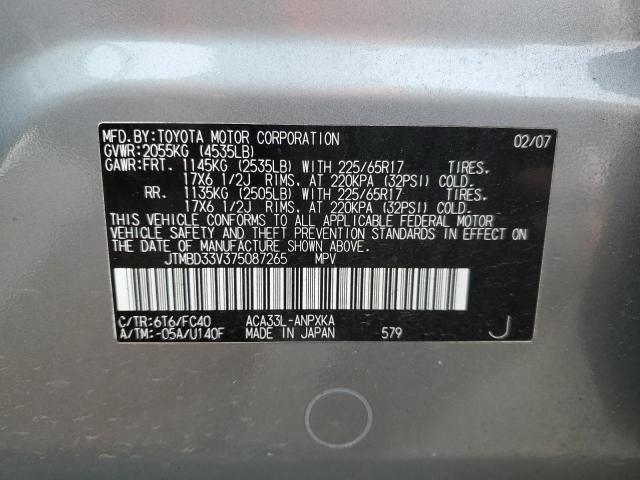 MFD.BY:TOYOTA MOTOR CORPORATION 02/07
GVWR:2055KG (4535LB)
GAWR:FRT. 1145KG (2535LB) WITH 225/65R17 TIRES.
17X6 1/2J RIMS, AT 220KPA (32PSI) COLD.
RR. 1135KG (2505LB) WITH 225/65R17 TIRES.
17X6 1/2J RIMS, AT 220KPA (32PSI) COLD.
THIS VEHICLE CONFORMS TO ALL APPLICABLE FEDERAL MOTOR
VEHICLE SAFETY AND THEFT PREVENTION STANDARDS IN EFFECT
ON THE DATE OF MANUFACTURE SHOWN ABOVE.
JTMBD33V375087265 MPV
C/TR:6T6/FC40 ACA33L-ANPXKA
A/TM:-05A/U140F MADE IN JAPAN 579 J